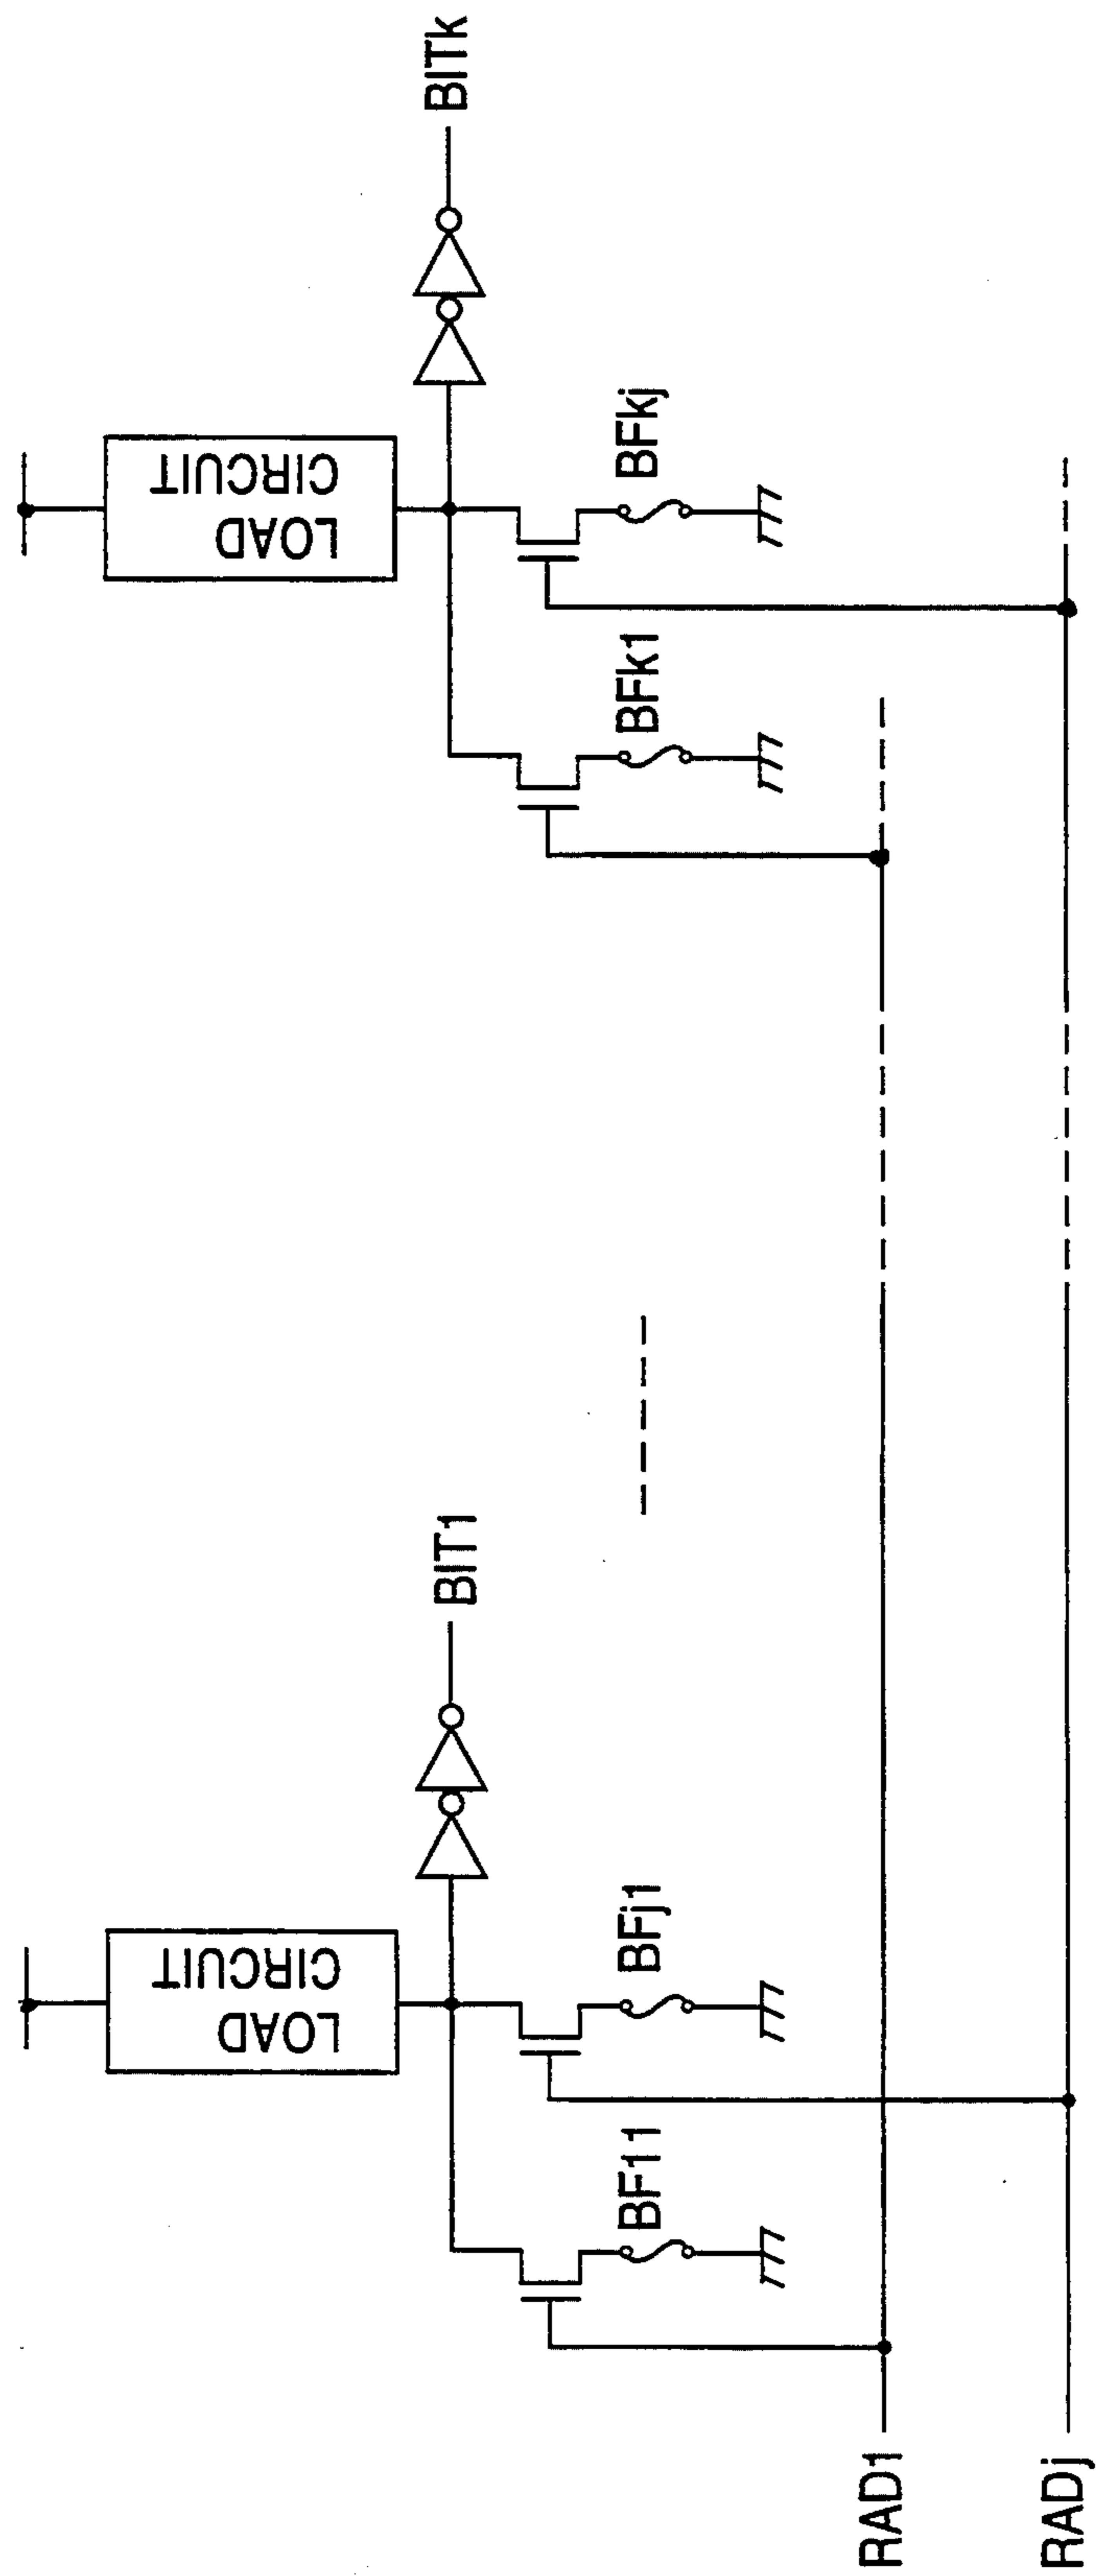 LOAD
CIRCUIT
LOAD
CIRCUIT
BIT1
BITk
BF11
BFj1
BFk1
BFkj
RAD1
RADj